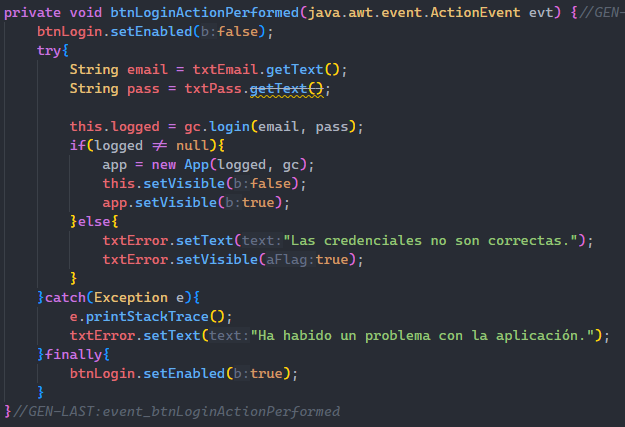 private void btnLoginActionPerformed(java.awt.event.ActionEvent evt) {//GEN-
btnLogin.setEnabled(b:false);
try{
String email = txtEmail.getText();
String pass = txtPass.getText();
this.logged = gc.login(email, pass);
if(logged ≠ null){
app = new App(logged, gc);
this.setVisible(b:false);
app.setVisible(b:true);
}else{
txtError.setText(text:"Las credenciales no son correctas.");
txtError.setVisible(aFlag:true);
}
}catch(Exception e){
e.printStackTrace();
txtError.setText(text:"Ha habido un problema con la aplicación.");
}finally{
btnLogin.setEnabled(b:true);
}
}//GEN-LAST:event_btnLoginActionPerformed